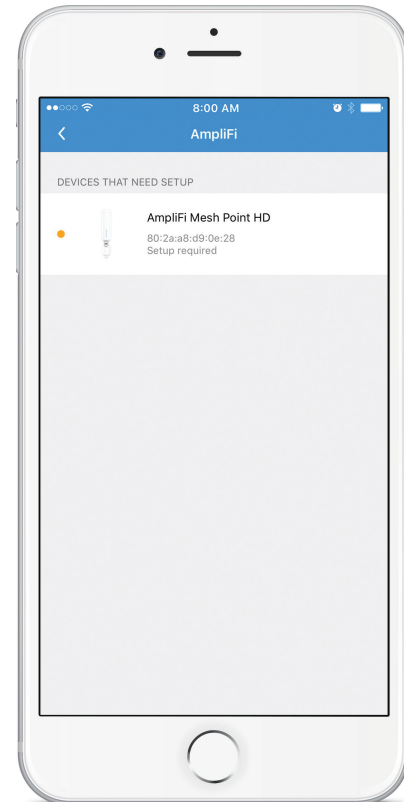 8:00 AM
AmpliFi
DEVICES THAT NEED SETUP
AmpliFi Mesh Point HD
80:2a:a8:d9:0e:28
Setup required